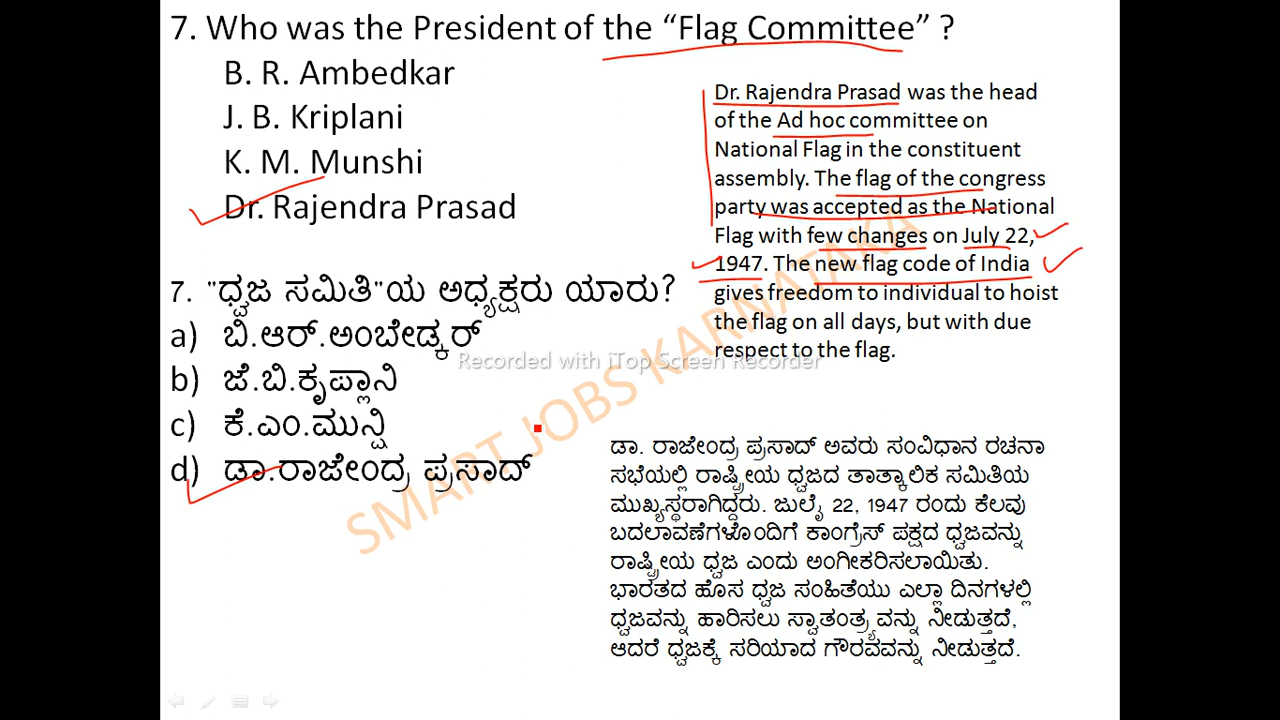 7. Who was the President of the “Flag Committee” ?
B. R. Ambedkar
J. B. Kriplani
K. M. Munshi
Dr. Rajendra Prasad
Dr. Rajendra Prasad was the head
of the Ad hoc committee on
National Flag in the constituent
assembly. The flag of the congress
party was accepted as the National
Flag with few changes on July 22,
1947. The new flag code of India
gives freedom to individual to hoist
the flag on all days, but with due
respect to the flag.
7. "ಧ್ವಜ ಸಮಿತಿ"ಯ ಅಧ್ಯಕ್ಷರು ಯಾರು?
a) ಬಿ.ಆರ್.ಅಂಬೇಡ್ಕರ್
b) ಜೆ.ಬಿ.ಕೃಪ್ಲಾನಿ
c) ಕೆ.ಎಂ.ಮುನ್ಷಿ
d) ಡಾ.ರಾಜೇಂದ್ರ ಪ್ರಸಾದ್
ಡಾ. ರಾಜೇಂದ್ರ ಪ್ರಸಾದ್ ಅವರು ಸಂವಿಧಾನ ರಚನಾ
ಸಭೆಯಲ್ಲಿ ರಾಷ್ಟ್ರೀಯ ಧ್ವಜದ ತಾತ್ಕಾಲಿಕ ಸಮಿತಿಯ
ಮುಖ್ಯಸ್ಥರಾಗಿದ್ದರು. ಜುಲೈ 22, 1947 ರಂದು ಕೆಲವು
ಬದಲಾವಣೆಗಳೊಂದಿಗೆ ಕಾಂಗ್ರೆಸ್ ಪಕ್ಷದ ಧ್ವಜವನ್ನು
ರಾಷ್ಟ್ರೀಯ ಧ್ವಜ ಎಂದು ಅಂಗೀಕರಿಸಲಾಯಿತು.
ಭಾರತದ ಹೊಸ ಧ್ವಜ ಸಂಹಿತೆಯು ಎಲ್ಲಾ ದಿನಗಳಲ್ಲಿ
ಧ್ವಜವನ್ನು ಹಾರಿಸಲು ಸ್ವಾತಂತ್ರ್ಯವನ್ನು ನೀಡುತ್ತದೆ,
ಆದರೆ ಧ್ವಜಕ್ಕೆ ಸರಿಯಾದ ಗೌರವವನ್ನು ನೀಡುತ್ತದೆ.
SMART JOBS KARNATAKA
Recorded with iTop Screen Recorder